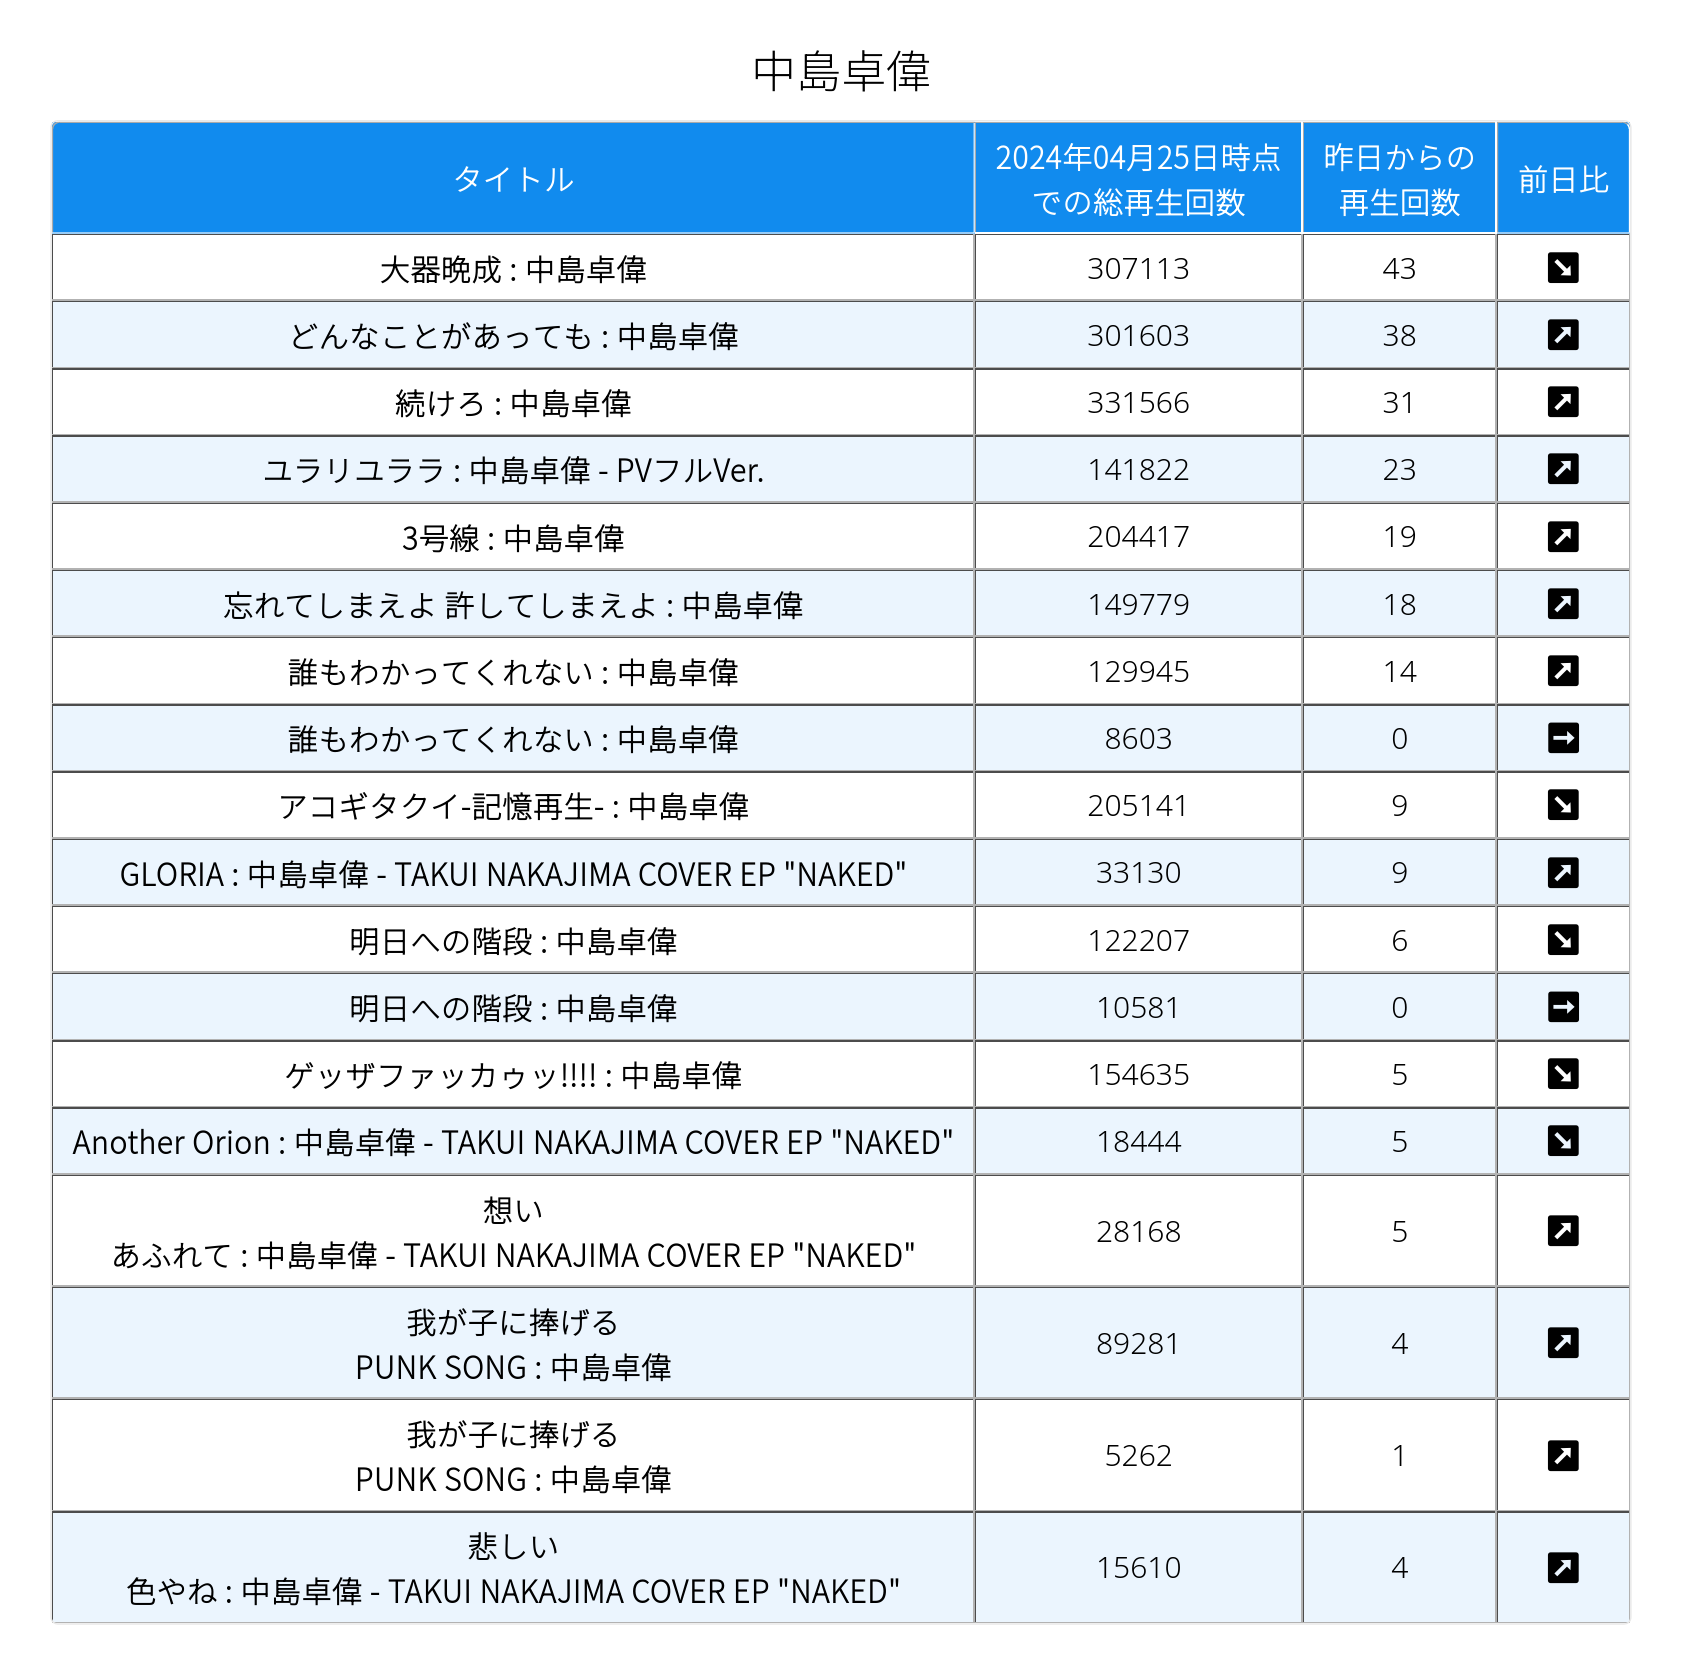 中島卓偉
タイトル
2024年04月25日時点
での総再生回数
昨日からの
再生回数
前日比
大器晩成 : 中島卓偉 307113 43
どんなことがあっても : 中島卓偉 301603 38
続けろ : 中島卓偉 331566 31
ユラリユララ : 中島卓偉 - PVフルVer. 141822 23
3号線 : 中島卓偉 204417 19
忘れてしまえよ 許してしまえよ : 中島卓偉 149779 18
誰もわかってくれない : 中島卓偉 129945 14
誰もわかってくれない : 中島卓偉 8603 0
アコギタクイ-記憶再生- : 中島卓偉 205141 9
GLORIA : 中島卓偉 - TAKUI NAKAJIMA COVER EP "NAKED" 33130 9
明日への階段 : 中島卓偉 122207 6
明日への階段 : 中島卓偉 10581 0
ゲッザファッカゥッ!!!! : 中島卓偉 154635 5
Another Orion : 中島卓偉 - TAKUI NAKAJIMA COVER EP "NAKED" 18444 5
想い
あふれて : 中島卓偉 - TAKUI NAKAJIMA COVER EP "NAKED" 28168 5
我が子に捧げる
PUNK SONG : 中島卓偉 89281 4
我が子に捧げる
PUNK SONG : 中島卓偉 5262 1
悲しい
色やね : 中島卓偉 - TAKUI NAKAJIMA COVER EP "NAKED" 15610 4